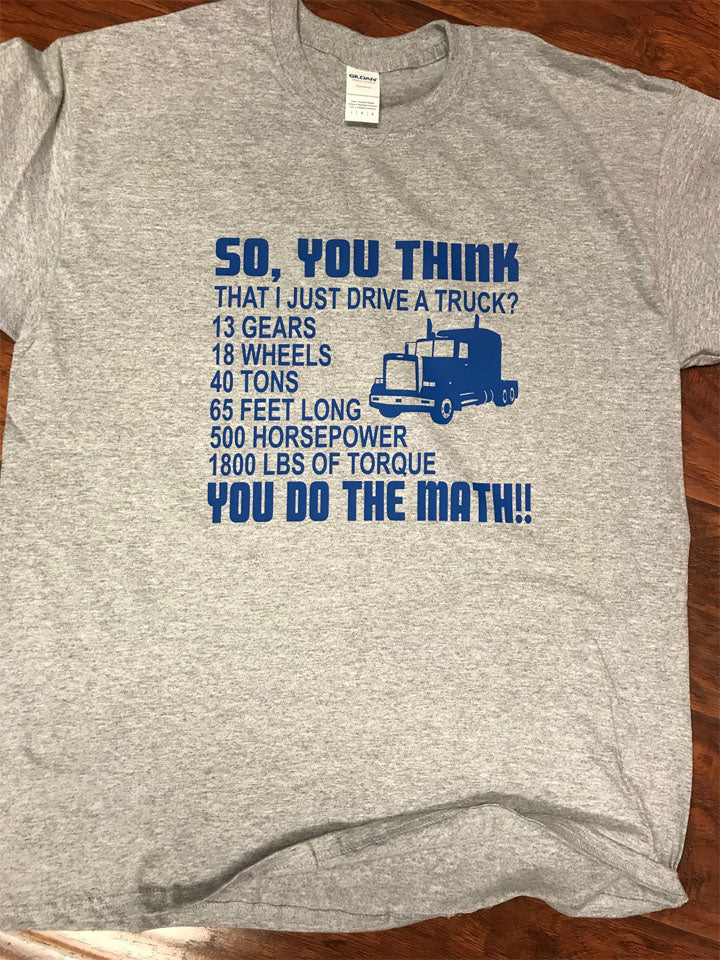 GILDAN
SO, YOU THINK
THAT I JUST DRIVE A TRUCK?
13 GEARS
18 WHEELS
40 TONS
65 FEET LONG
500 HORSEPOWER
1800 LBS OF TORQUE
YOU DO THE MATH!!